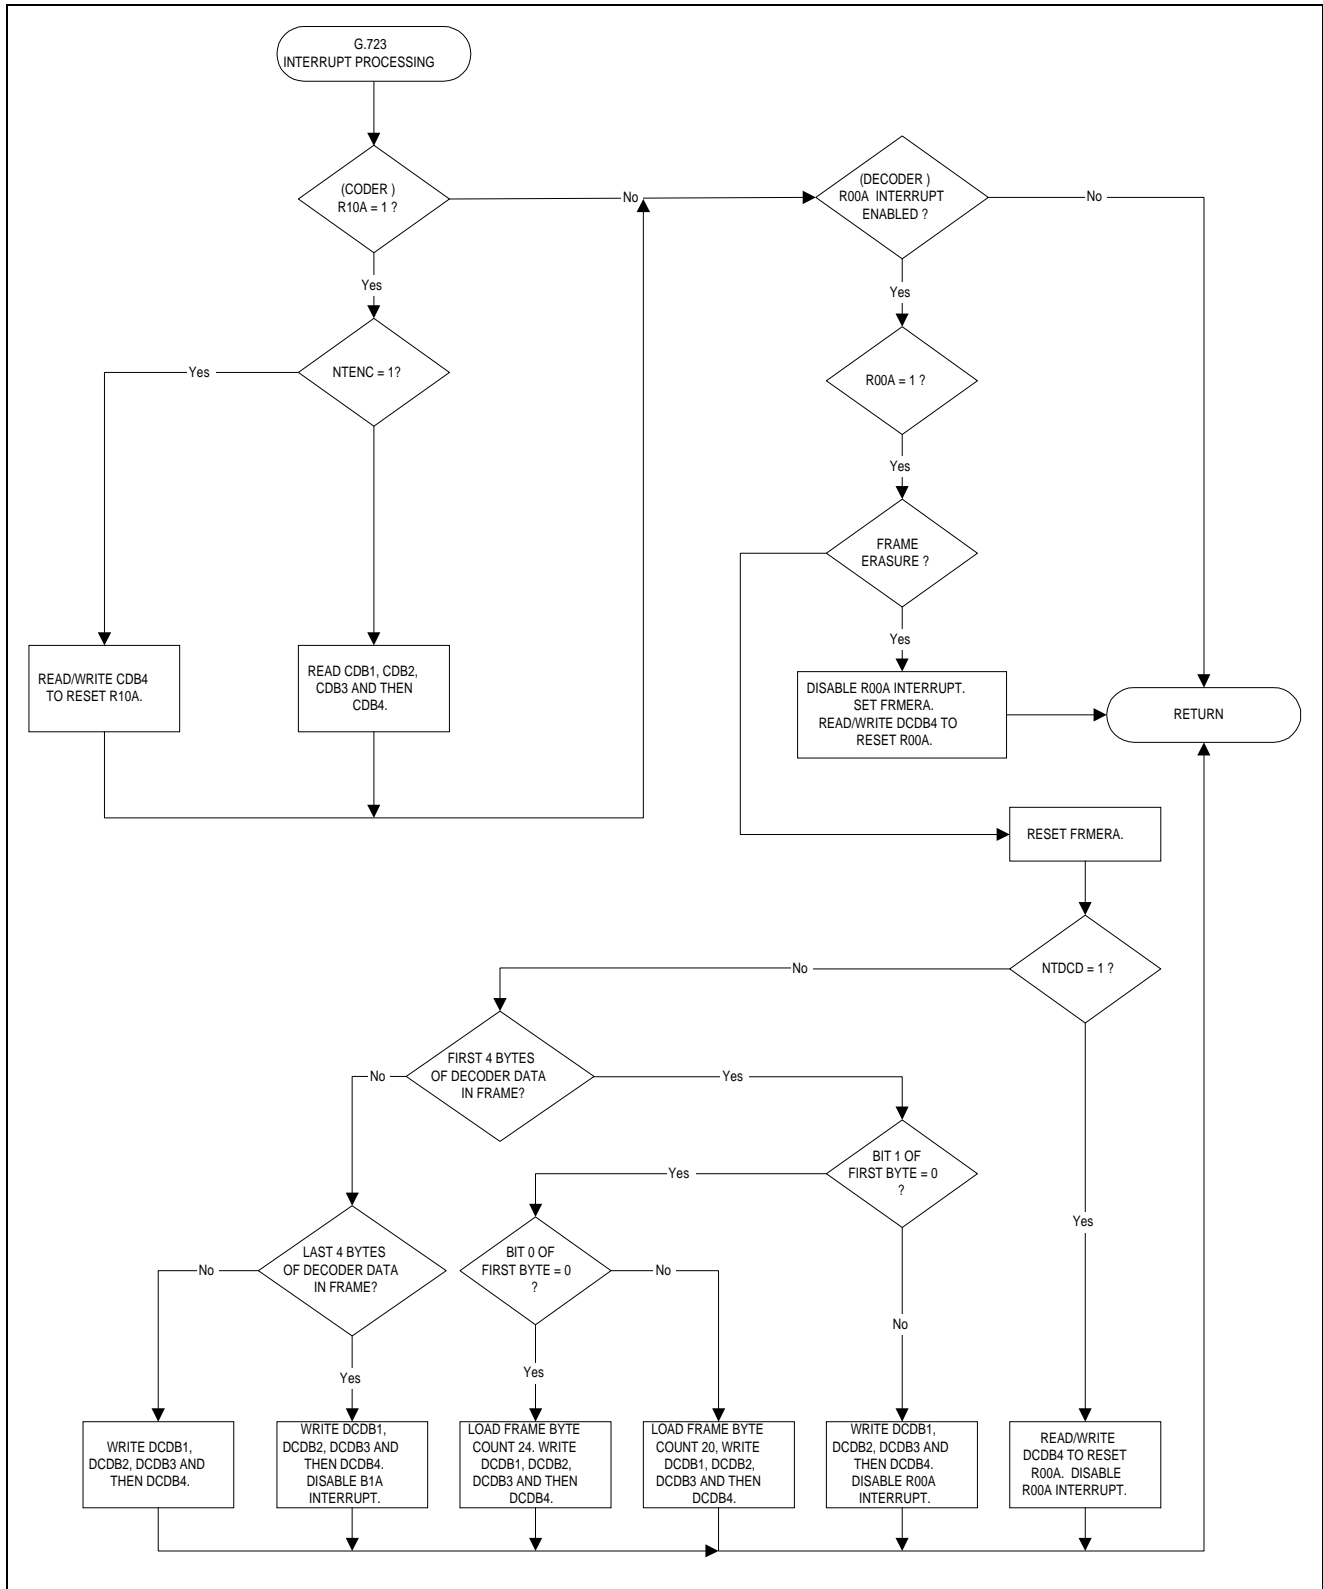 G.723
INTERRUPT PROCESSING
(CODER )
R10A = 1 ?
No
(DECODER )
R00A INTERRUPT
ENABLED ?
No
Yes
Yes
NTENC = 1?
Yes
R00A = 1 ?
Yes
FRAME
ERASURE ?
Yes
READ/WRITE CDB4
TO RESET R10A.
READ CDB1, CDB2,
CDB3 AND THEN
CDB4.
DISABLE R00A INTERRUPT.
SET FRMERA.
READ/WRITE DCDB4 TO
RESET R00A.
RETURN
RESET FRMERA.
NTDCD = 1 ?
No
FIRST 4 BYTES
OF DECODER DATA
IN FRAME?
No
Yes
BIT 1 OF
FIRST BYTE = 0
?
Yes
Yes
LAST 4 BYTES
OF DECODER DATA
IN FRAME?
No
BIT 0 OF
FIRST BYTE = 0
?
No
No
Yes
Yes
WRITE DCDB1,
DCDB2, DCDB3 AND
THEN DCDB4.
WRITE DCDB1,
DCDB2, DCDB3 AND
THEN DCDB4.
DISABLE B1A
INTERRUPT.
LOAD FRAME BYTE
COUNT 24. WRITE
DCDB1, DCDB2,
DCDB3 AND THEN
DCDB4.
LOAD FRAME BYTE
COUNT 20, WRITE
DCDB1, DCDB2,
DCDB3 AND THEN
DCDB4.
WRITE DCDB1,
DCDB2, DCDB3 AND
THEN DCDB4.
DISABLE R00A
INTERRUPT.
READ/WRITE
DCDB4 TO RESET
R00A. DISABLE
R00A INTERRUPT.